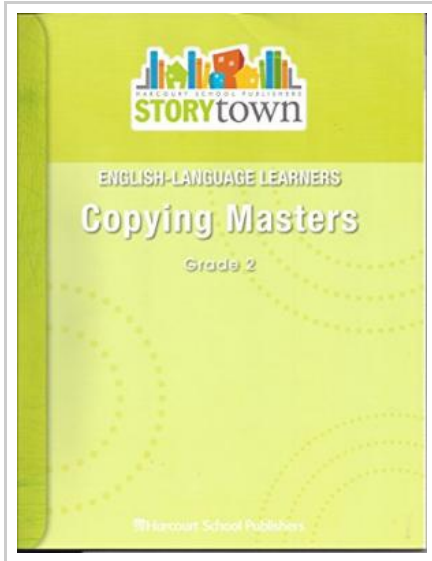 HARCOURT SCHOOL PUBLISHERS
STORYtown
ENGLISH-LANGUAGE LEARNERS
Copying Masters
Grade 2
Harcourt School Publishers